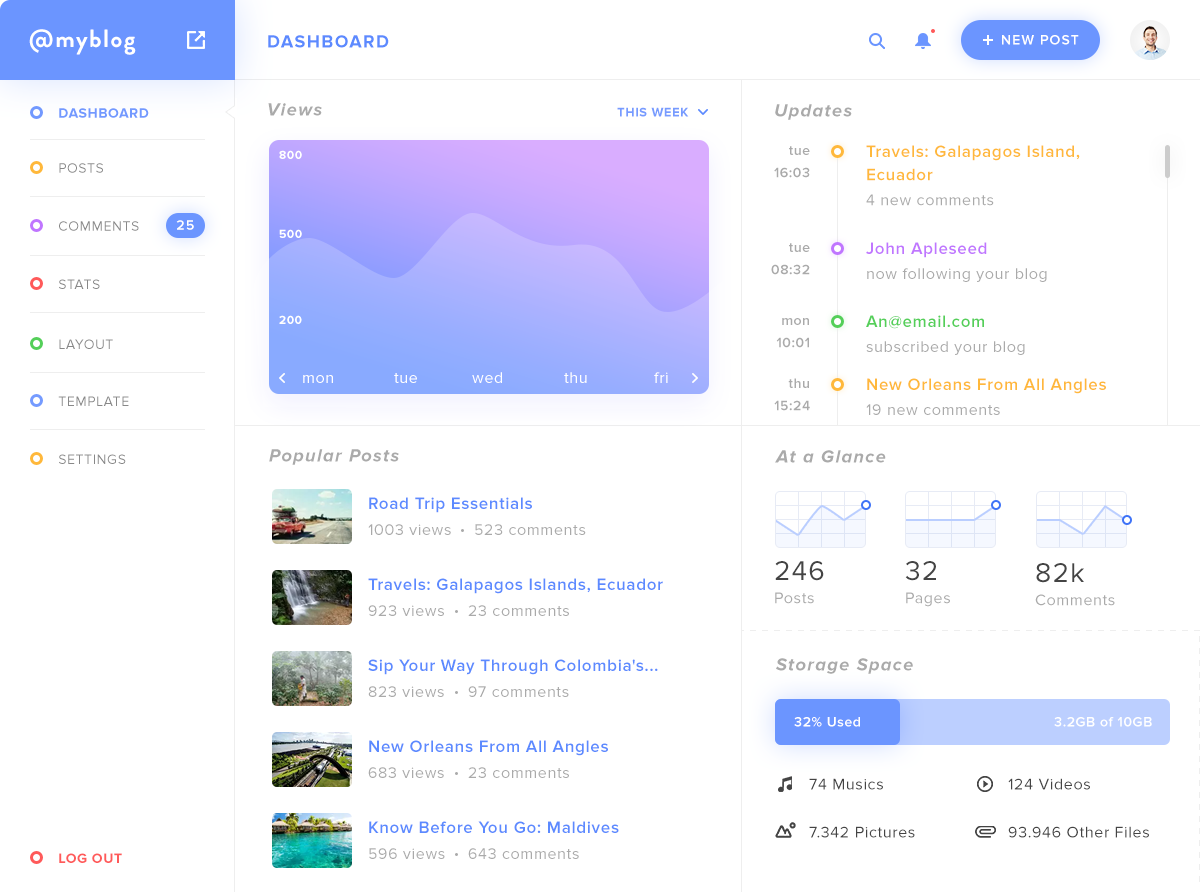 @myblog
DASHBOARD
+ NEW POST
DASHBOARD
POSTS
COMMENTS 25
STATS
LAYOUT
TEMPLATE
SETTINGS
LOG OUT
Views
THIS WEEK
800
500
200
mon tue wed thu fri
Updates
tue
16:03
Travels: Galapagos Island,
Ecuador
4 new comments
tue
08:32
John Apleseed
now following your blog
mon
10:01
An@email.com
subscribed your blog
thu
15:24
New Orleans From All Angles
19 new comments
Popular Posts
Road Trip Essentials
1003 views • 523 comments
Travels: Galapagos Islands, Ecuador
923 views • 23 comments
Sip Your Way Through Colombia's...
823 views • 97 comments
New Orleans From All Angles
683 views • 23 comments
Know Before You Go: Maldives
596 views • 643 comments
At a Glance
246
Posts
32
Pages
82k
Comments
Storage Space
32% Used 3.2GB of 10GB
74 Musics
124 Videos
7.342 Pictures
93.946 Other Files